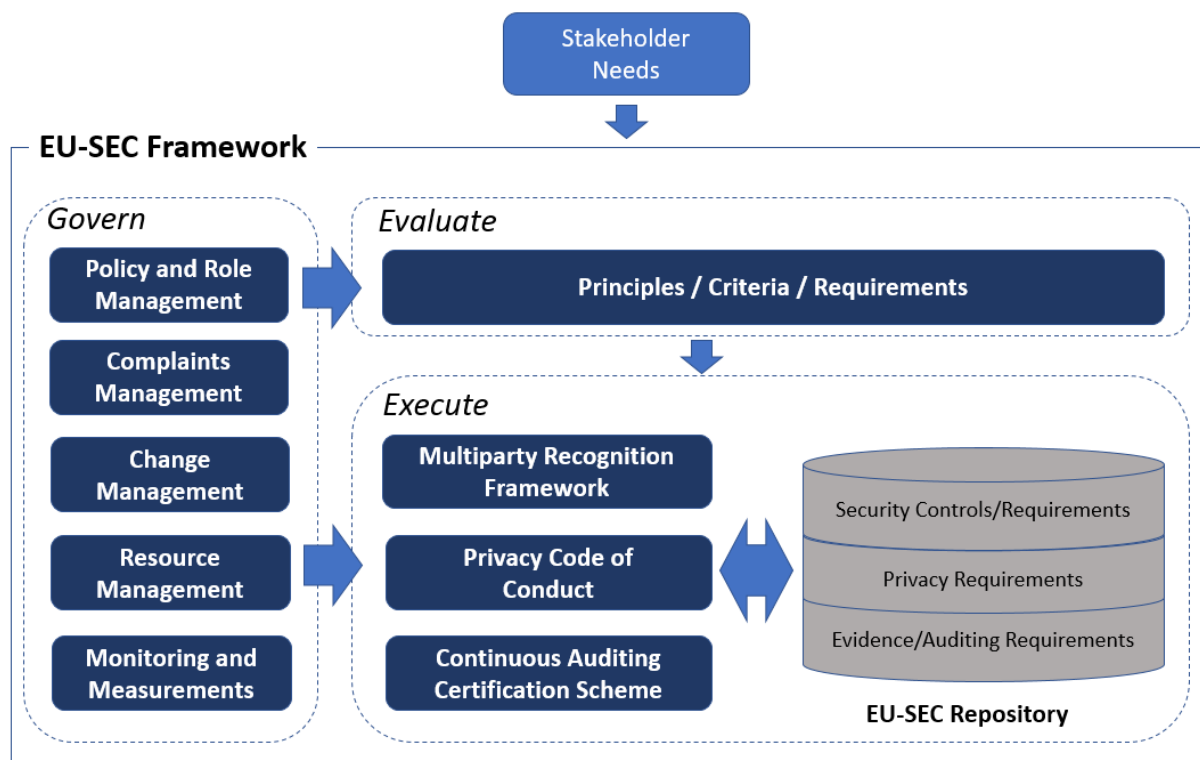 Stakeholder
Needs
EU-SEC Framework
Govern
Policy and Role
Management
Complaints
Management
Change
Management
Resource
Management
Monitoring and
Measurements
Evaluate
Principles / Criteria / Requirements
Execute
Multiparty Recognition
Framework
Privacy Code of
Conduct
Continuous Auditing
Certification Scheme
Security Controls/Requirements
Privacy Requirements
Evidence/Auditing Requirements
EU-SEC Repository